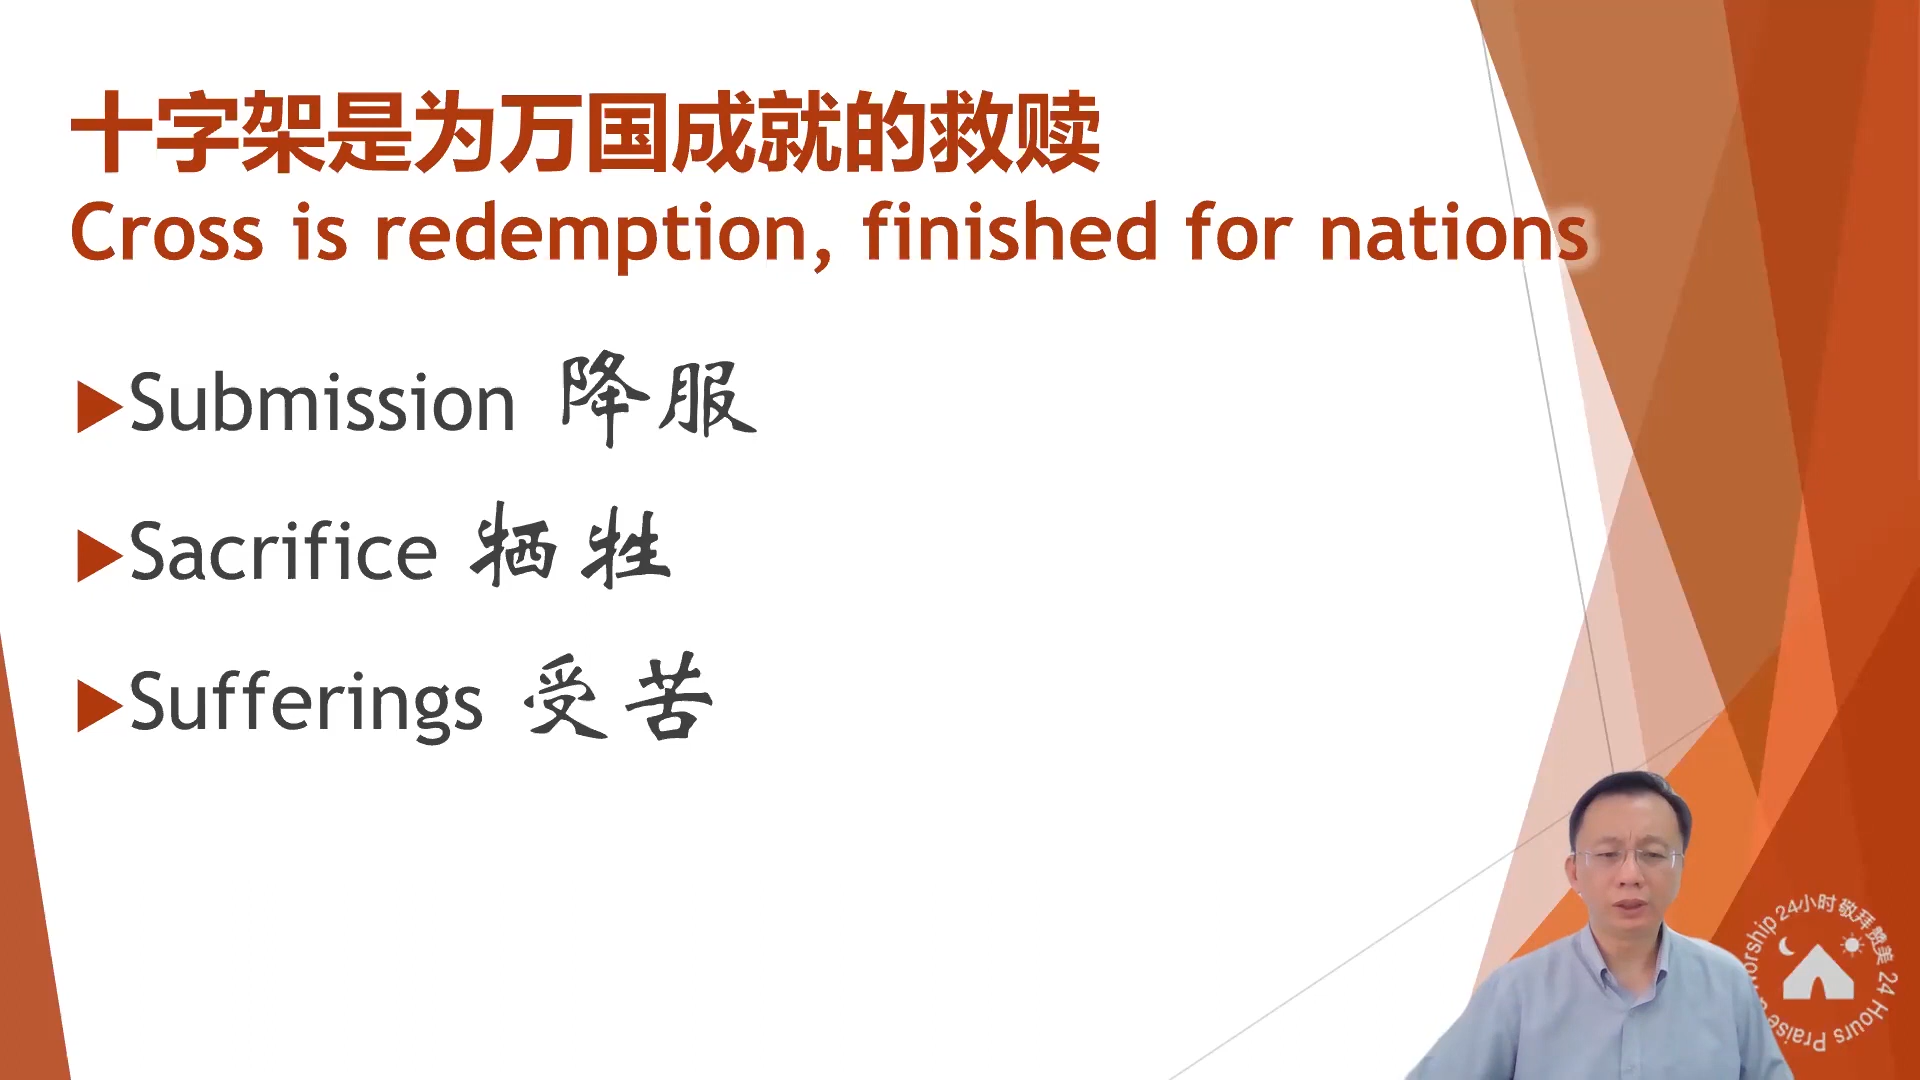 十字架是为万国成就的救赎
Cross is redemption, finished for nations
Submission 降服
Sacrifice 牺牲
Sufferings 受苦
24小时敬拜赞美 24 Hours Praise